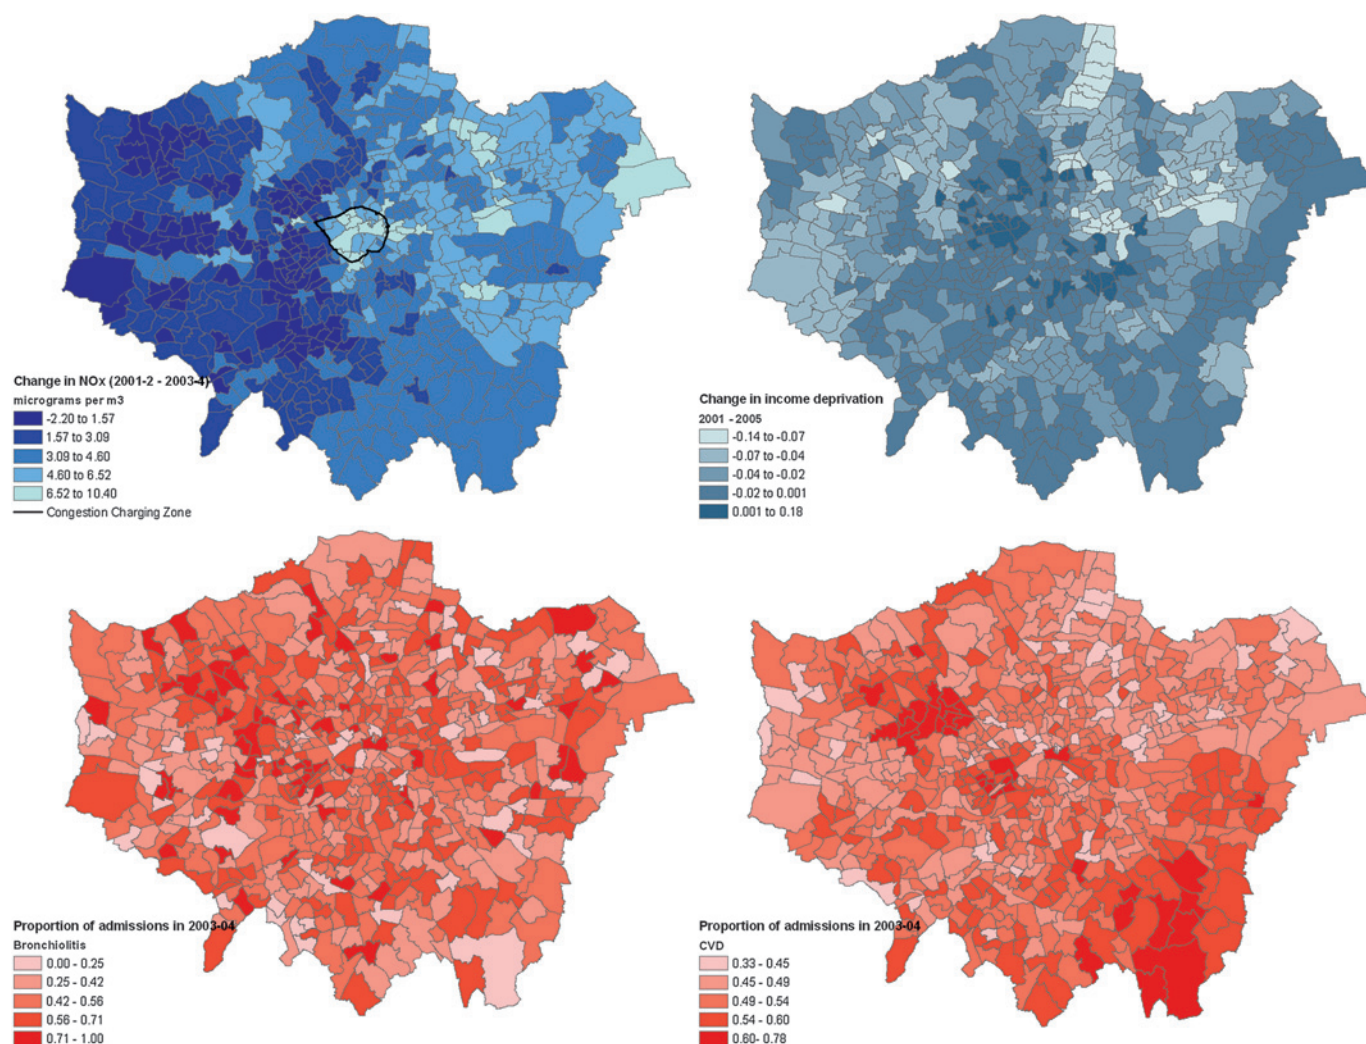 Change in NOx (2001-2 - 2003-4)
micrograms per m3
-2.20 to 1.57
1.57 to 3.09
3.09 to 4.60
4.60 to 6.52
6.52 to 10.40
Congestion Charging Zone
Change in income deprivation
2001 - 2005
-0.14 to -0.07
-0.07 to -0.04
-0.04 to -0.02
-0.02 to 0.001
0.001 to 0.18
Proportion of admissions in 2003-04
Bronchiolitis
0.00 - 0.25
0.25 - 0.42
0.42 - 0.56
0.56 - 0.71
0.71 - 1.00
Proportion of admissions in 2003-04
CVD
0.33 - 0.45
0.45 - 0.49
0.49 - 0.54
0.54 - 0.60
0.60- 0.78